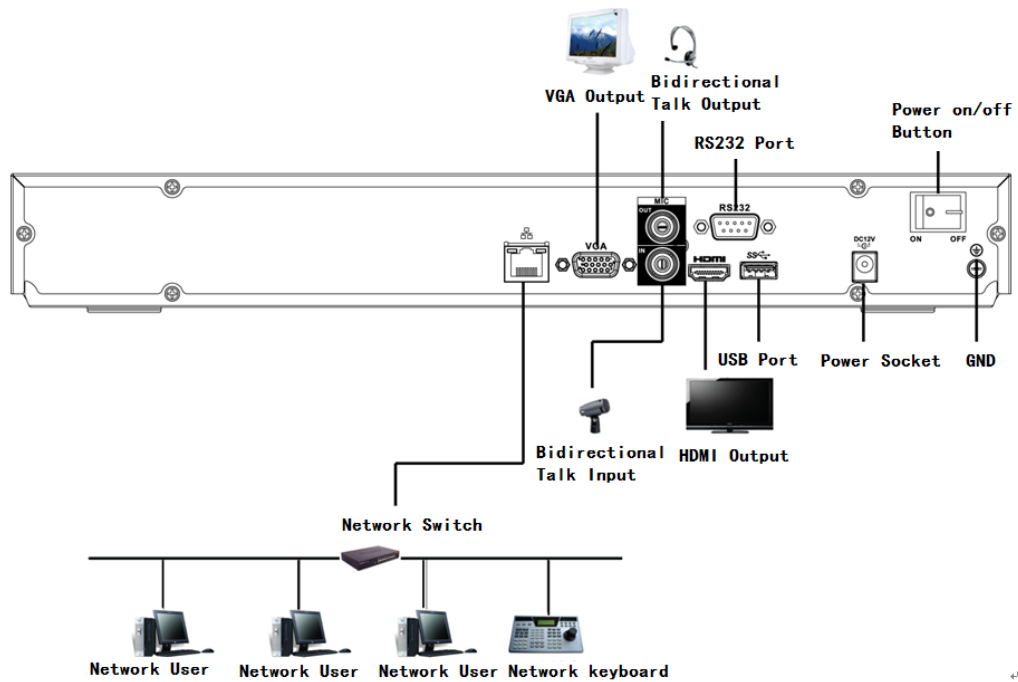 VGA Output
Bidirectional
Talk Output
RS232 Port
Power on/off
Button
MIC
OUT
RS232
ON OFF
VGA
IN
HDMI
SS
DC12V
USB Port
Power Socket
GND
Bidirectional
Talk Input
HDMI Output
Network Switch
Network User
Network User
Network User
Network keyboard